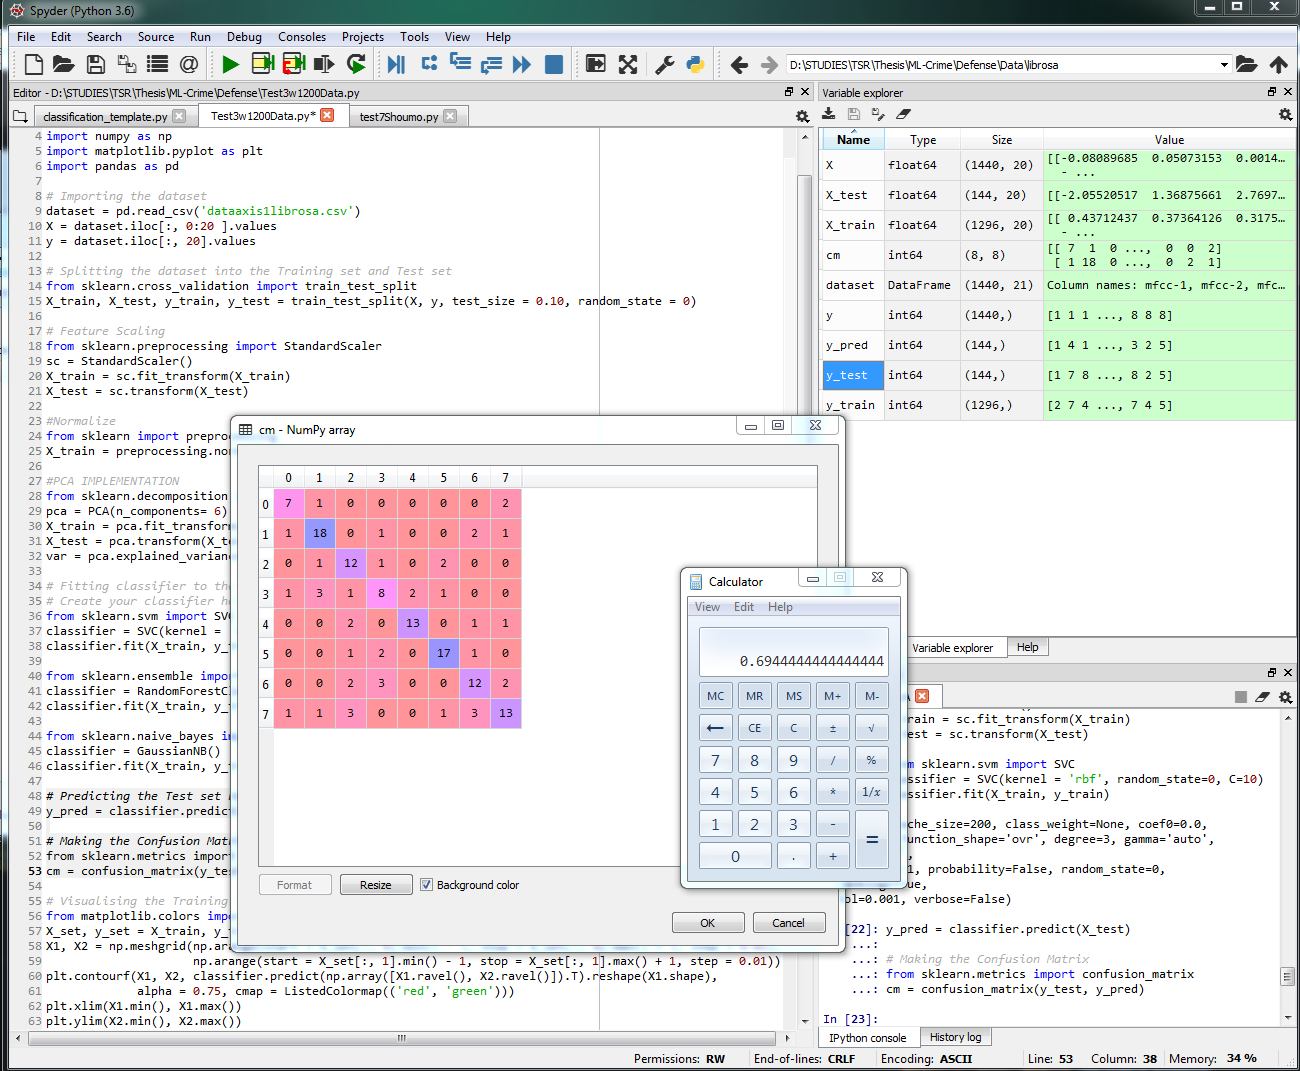 Spyder (Python 3.6)
File Edit Search Source Run Debug Consoles Projects Tools View Help
D:\STUDIES\TSR\Thesis\ML-Crime\Defense\Data\librosa
Editor - D:\STUDIES\TSR\Thesis\ML-Crime\Defense\Test3w1200Data.py
classification_template.py Test3w1200Data.py* test7Shoumo.py
4 import numpy as np
5 import matplotlib.pyplot as plt
6 import pandas as pd
7
8 # Importing the dataset
9 dataset = pd.read_csv('dataaxis1librosa.csv')
10 X = dataset.iloc[:, 0:20 ].values
11 y = dataset.iloc[:, 20].values
12
13 # Splitting the dataset into the Training set and Test set
14 from sklearn.cross_validation import train_test_split
15 X_train, X_test, y_train, y_test = train_test_split(X, y, test_size = 0.10, random_state = 0)
16
17 # Feature Scaling
18 from sklearn.preprocessing import StandardScaler
19 sc = StandardScaler()
20 X_train = sc.fit_transform(X_train)
21 X_test = sc.transform(X_test)
22
23 #Normalize
24 from sklearn import preproc
25 X_train = preprocessing.no
26
27 #PCA IMPLEMENTATION
28 from sklearn.decomposition
29 pca = PCA(n_components= 6)
30 X_train = pca.fit_transform
31 X_test = pca.transform(X_t
32 var = pca.explained_varian
33
34 # Fitting classifier to th
35 # Create your classifier h
36 from sklearn.svm import SV
37 classifier = SVC(kernel =
38 classifier.fit(X_train, y_t
39
40 from sklearn.ensemble import
41 classifier = RandomForestC
42 classifier.fit(X_train, y_t
43
44 from sklearn.naive_bayes im
45 classifier = GaussianNB()
46 classifier.fit(X_train, y_t
47
48 # Predicting the Test set
49 y_pred = classifier.predict
50
51 # Making the Confusion Mat
52 from sklearn.metrics import
53 cm = confusion_matrix(y_te
54
55 # Visualising the Training
56 from matplotlib.colors imp
57 X_set, y_set = X_train, y_
58 X1, X2 = np.meshgrid(np.ar
59 np.arange(start = X_set[:, 1].min() - 1, stop = X_set[:, 1].max() + 1, step = 0.01))
60 plt.contourf(X1, X2, classifier.predict(np.array([X1.ravel(), X2.ravel()]).T).reshape(X1.shape),
61 alpha = 0.75, cmap = ListedColormap(('red', 'green')))
62 plt.xlim(X1.min(), X1.max())
63 plt.ylim(X2.min(), X2.max())
Variable explorer
Name Type Size Value
X float64 (1440, 20) [[-0.08089685 0.05073153 0.0014…
- ...
X_test float64 (144, 20) [[-2.05520517 1.36875661 2.7697…
X_train float64 (1296, 20) [[ 0.43712437 0.37364126 0.3175…
- ...
cm int64 (8, 8) [[ 7 1 0 ..., 0 0 2]
[ 1 18 0 ..., 0 2 1]
dataset DataFrame (1440, 21) Column names: mfcc-1, mfcc-2, mfc…
y int64 (1440,) [1 1 1 ..., 8 8 8]
y_pred int64 (144,) [1 4 1 ..., 3 2 5]
y_test int64 (144,) [1 7 8 ..., 8 2 5]
y_train int64 (1296,) [2 7 4 ..., 7 4 5]
cm - NumPy array
0 1 2 3 4 5 6 7
0 7 1 0 0 0 0 0 2
1 1 18 0 1 0 0 2 1
2 0 1 12 1 0 2 0 0
3 1 3 1 8 2 1 0 0
4 0 0 2 0 13 0 1 1
5 0 0 1 2 0 17 1 0
6 0 0 2 3 0 0 12 2
7 1 1 3 0 0 1 3 13
Format Resize Background color
OK Cancel
Calculator
View Edit Help
0.6944444444444444
MC MR MS M+ M-
← CE C ± √
7 8 9 / %
4 5 6 * 1/x
1 2 3 - =
0 . +
Variable explorer Help
rain = sc.fit_transform(X_train)
est = sc.transform(X_test)
m sklearn.svm import SVC
assifier = SVC(kernel = 'rbf', random_state=0, C=10)
assifier.fit(X_train, y_train)
che_size=200, class_weight=None, coef0=0.0,
unction_shape='ovr', degree=3, gamma='auto',
1, probability=False, random_state=0,
ue,
ol=0.001, verbose=False)
[22]: y_pred = classifier.predict(X_test)
...:
...: # Making the Confusion Matrix
...: from sklearn.metrics import confusion_matrix
...: cm = confusion_matrix(y_test, y_pred)
In [23]:
IPython console History log
Permissions: RW End-of-lines: CRLF Encoding: ASCII Line: 53 Column: 38 Memory: 34 %